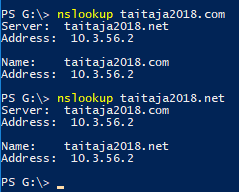 PS G:\> nslookup taitaja2018.com
Server:  taitaja2018.net
Address:  10.3.56.2
Name:    taitaja2018.com
Address:  10.3.56.2
PS G:\> nslookup taitaja2018.net
Server:  taitaja2018.com
Address:  10.3.56.2
Name:    taitaja2018.net
Address:  10.3.56.2
PS G:\> _